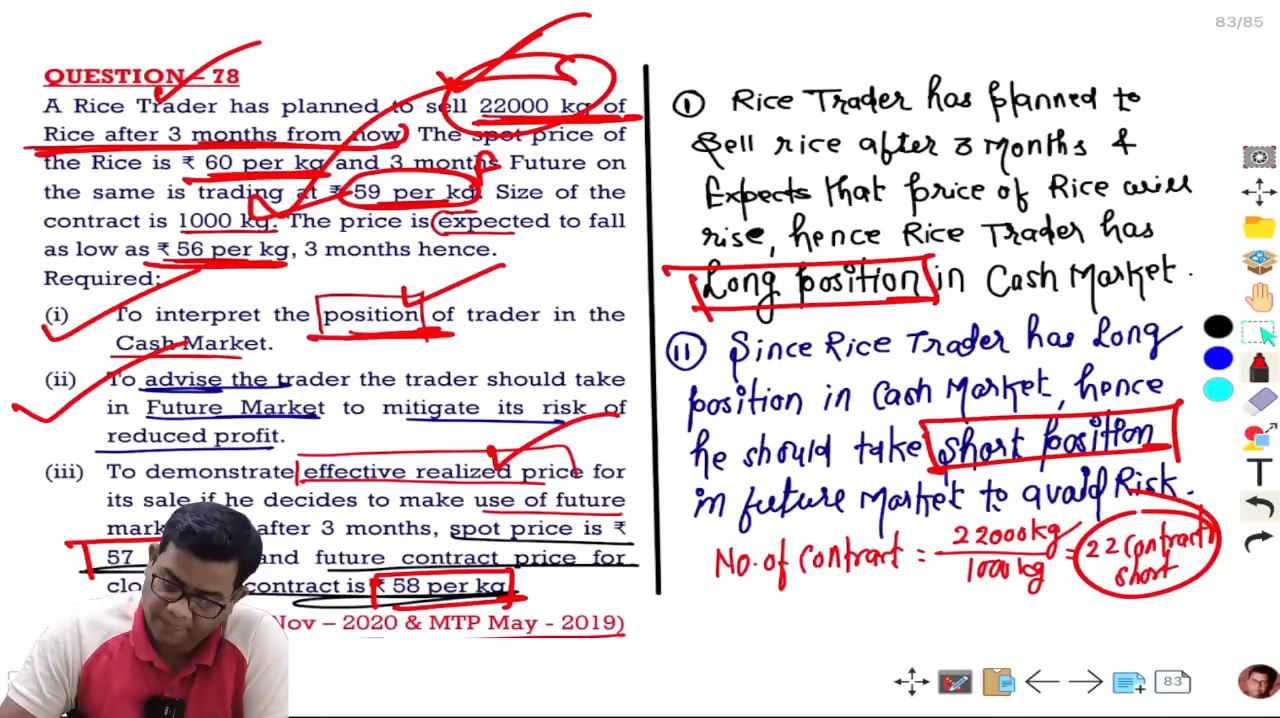 83/85
QUESTION – 78
A Rice Trader has planned to sell 22000 kg of
Rice after 3 months from now. The spot price of
the Rice is ₹ 60 per kg and 3 months Future on
the same is trading at ₹ 59 per kg. Size of the
contract is 1000 kg. The price is expected to fall
as low as ₹ 56 per kg, 3 months hence.
Required:
(i) To interpret the position of trader in the
Cash Market.
(ii) To advise the trader the trader should take
in Future Market to mitigate its risk of
reduced profit.
(iii) To demonstrate effective realized price for
its sale if he decides to make use of future
mark after 3 months, spot price is ₹
57 and future contract price for
clo contract is ₹ 58 per kg
Nov – 2020 & MTP May - 2019)
① Rice Trader has planned to
Sell rice after 3 Months &
Expects that price of Rice will
rise, hence Rice Trader has
Long position in Cash Market.
⑪ Since Rice Trader has Long
position in Cash Market, hence
he should take short position
in future Market to avoid Risk.
No. of contract = 22000kg / 1000kg = 22 contract
short
83